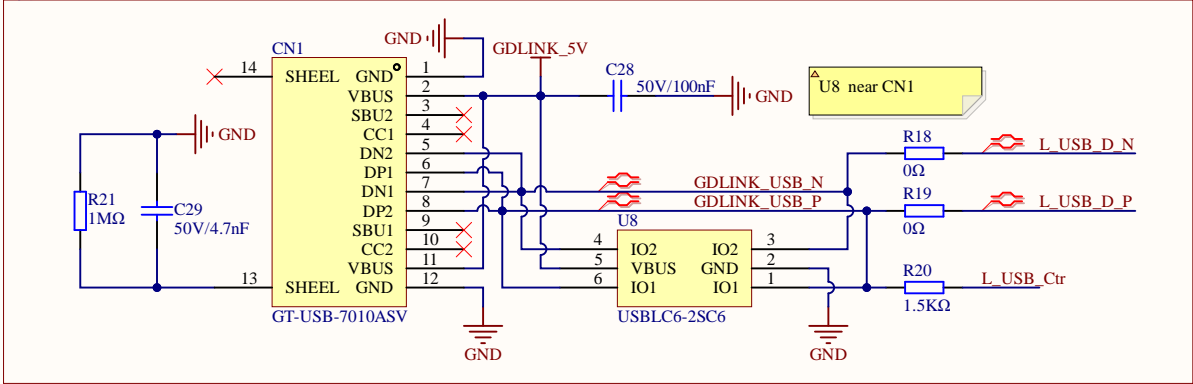 CN1
14
SHEEL
GND
1
GND
VBUS
2
SBU2
3
CC1
4
DN2
5
DP1
6
DN1
7
DP2
8
SBU1
9
CC2
10
VBUS
11
GND
12
13
SHEEL
GT-USB-7010ASV
GND
GND
R21
1MΩ
C29
50V/4.7nF
GDLINK_5V
C28
50V/100nF
GND
U8 near CN1
GDLINK_USB_N
GDLINK_USB_P
U8
4
IO2
IO2
3
5
VBUS
GND
2
6
IO1
IO1
1
USBLC6-2SC6
GND
R18
0Ω
L_USB_D_N
R19
0Ω
L_USB_D_P
R20
1.5KΩ
L_USB_Ctr